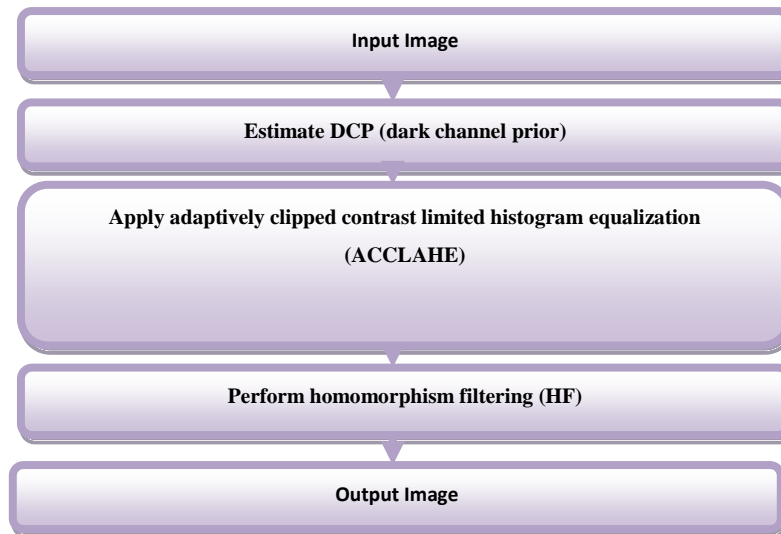 Input Image
Estimate DCP (dark channel prior)
Apply adaptively clipped contrast limited histogram equalization
(ACCLAHE)
Perform homomorphism filtering (HF)
Output Image